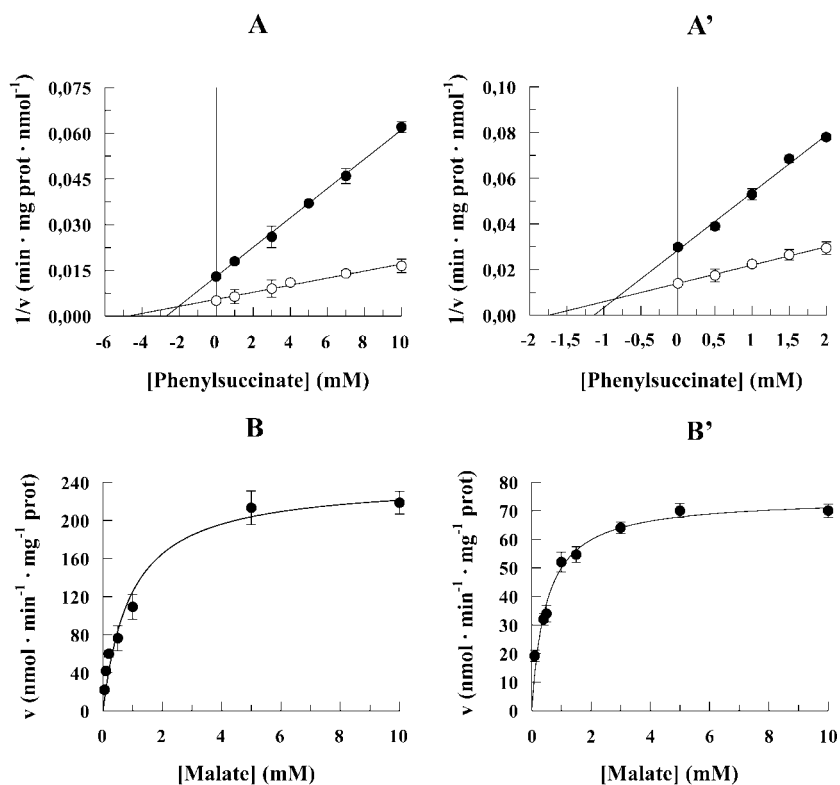 A
A’
0,075
0,060
0,045
0,030
0,015
0,000
1/v (min · mg prot · nmol⁻¹)
-6 -4 -2 0 2 4 6 8 10
[Phenylsuccinate] (mM)
0,10
0,08
0,06
0,04
0,02
0,00
1/v (min · mg prot · nmol⁻¹)
-2 -1,5 -1 -0,5 0 0,5 1 1,5 2
[Phenylsuccinate] (mM)
B
B’
240
200
160
120
80
40
0
v (nmol · min⁻¹ · mg⁻¹ prot)
0 2 4 6 8 10
[Malate] (mM)
80
70
60
50
40
30
20
10
0
v (nmol · min⁻¹ · mg⁻¹ prot)
0 2 4 6 8 10
[Malate] (mM)